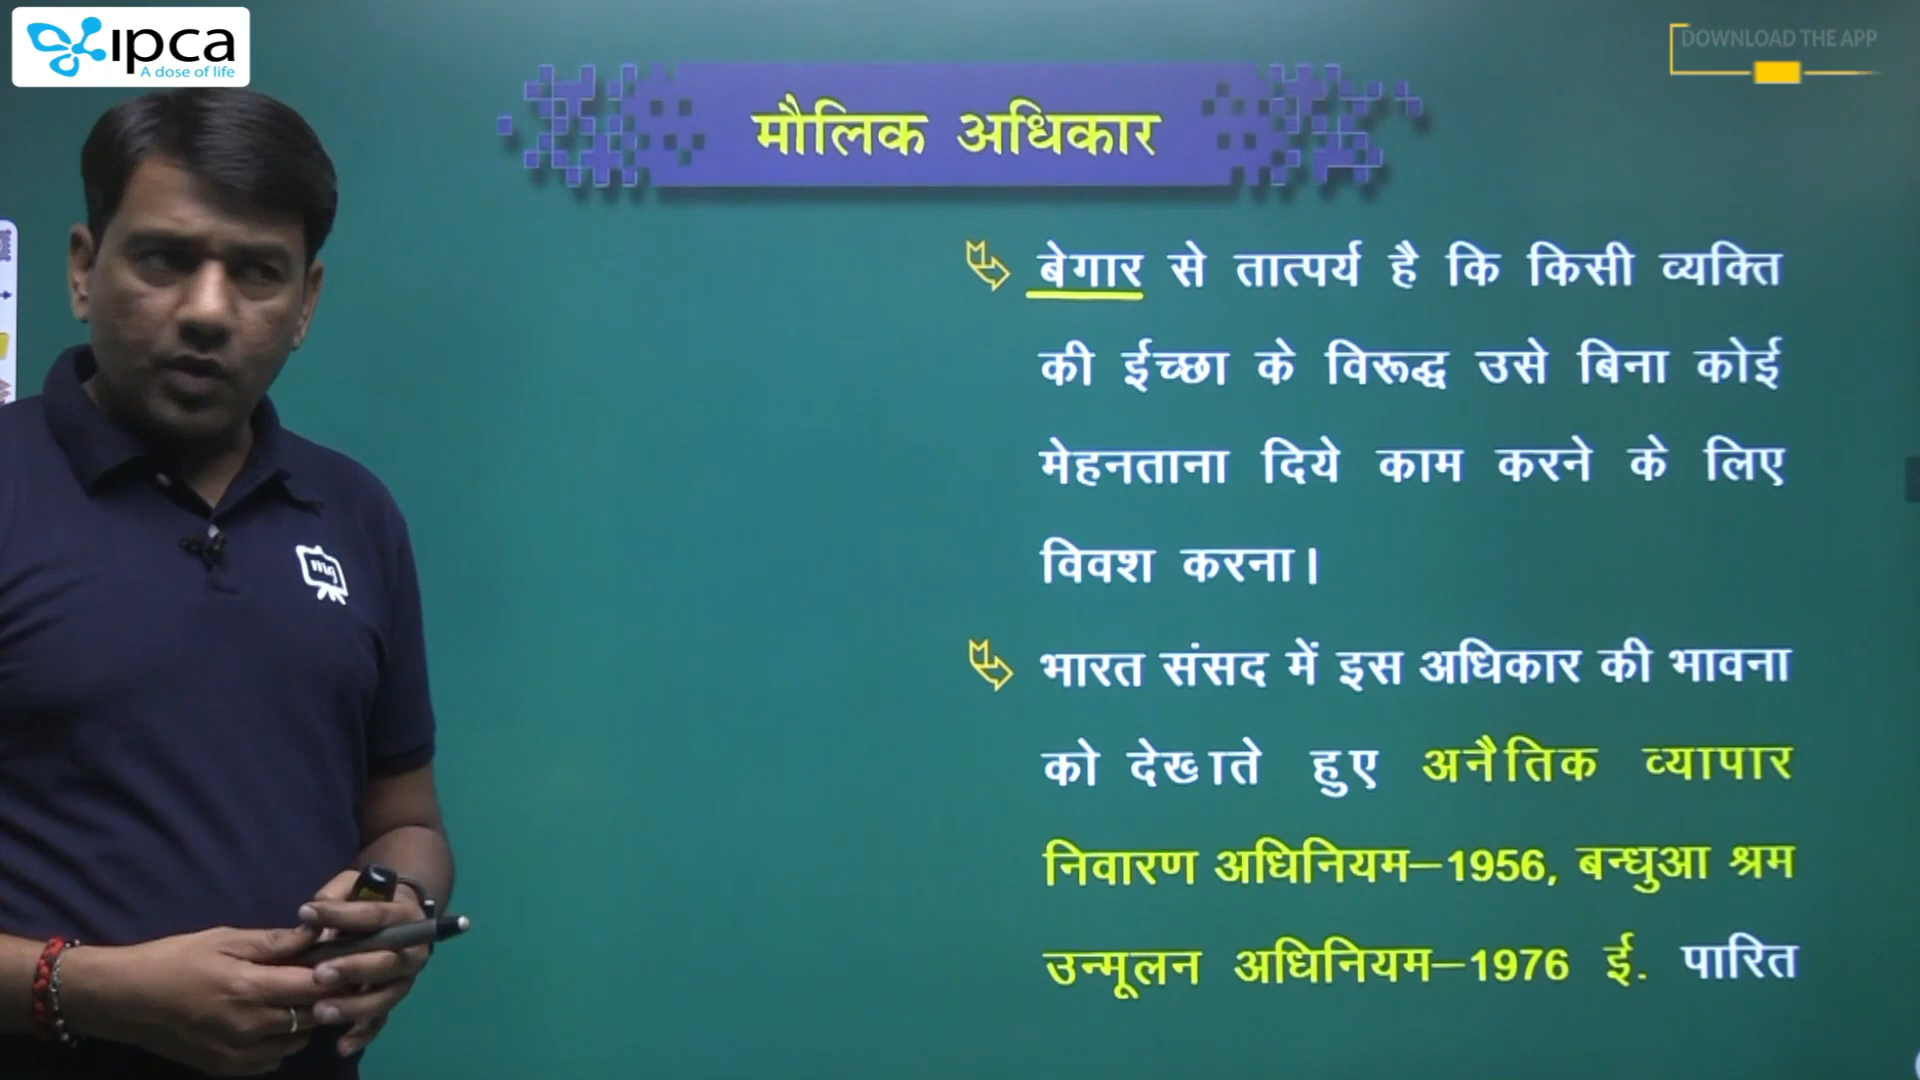 ipca
A dose of life
DOWNLOAD THE APP
मौलिक अधिकार
बेगार से तात्पर्य है कि किसी व्यक्ति
की ईच्छा के विरूद्ध उसे बिना कोई
मेहनताना दिये काम करने के लिए
विवश करना।
भारत संसद में इस अधिकार की भावना
को देखाते हुए अनैतिक व्यापार
निवारण अधिनियम–1956, बन्धुआ श्रम
उन्मूलन अधिनियम–1976 ई. पारित
mg